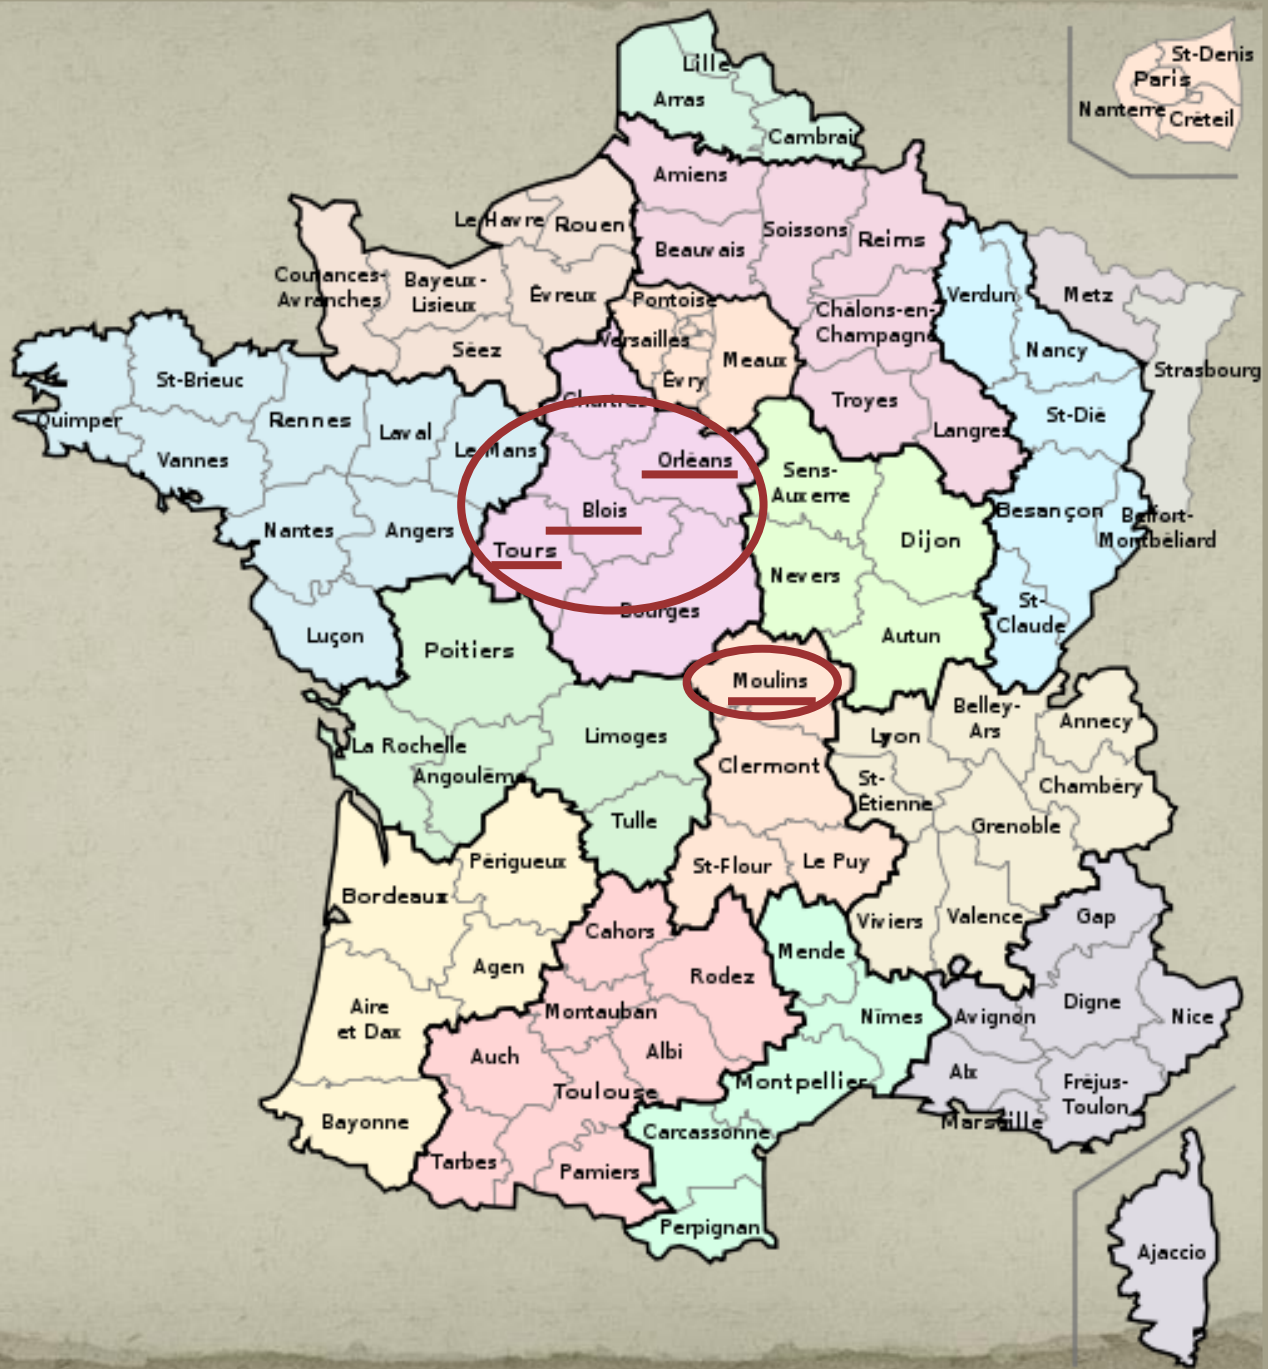 Lille
St-Denis
Paris
Nanterre
Créteil
Arras
Cambrai
Amiens
Le Havre
Rouen
Soissons
Beauvais
Reims
Coutances-
Avranches
Bayeux-
Lisieux
Évreux
Pontoise
Verdun
Metz
Châlons-en-
Champagne
Versailles
Séez
Meaux
Nancy
Strasbourg
St-Brieuc
Évry
Chartres
Troyes
Quimper
Rennes
Laval
Le Mans
St-Dié
Langres
Vannes
Orléans
Sens-
Auxerre
Blois
Besançon
Belfort-
Montbéliard
Nantes
Angers
Tours
Dijon
Nevers
Bourges
St-
Claude
Luçon
Autun
Poitiers
Moulins
Belley-
Ars
Annecy
La Rochelle
Limoges
Lyon
Angoulême
Clermont
St-
Étienne
Chambéry
Tulle
Grenoble
Périgueux
St-Flour
Le Puy
Bordeaux
Cahors
Viviers
Valence
Gap
Agen
Mende
Rodez
Aire
et Dax
Montauban
Nîmes
Avignon
Digne
Nice
Auch
Albi
Toulouse
Montpellier
Aix
Fréjus-
Toulon
Bayonne
Carcassonne
Marseille
Tarbes
Pamiers
Perpignan
Ajaccio